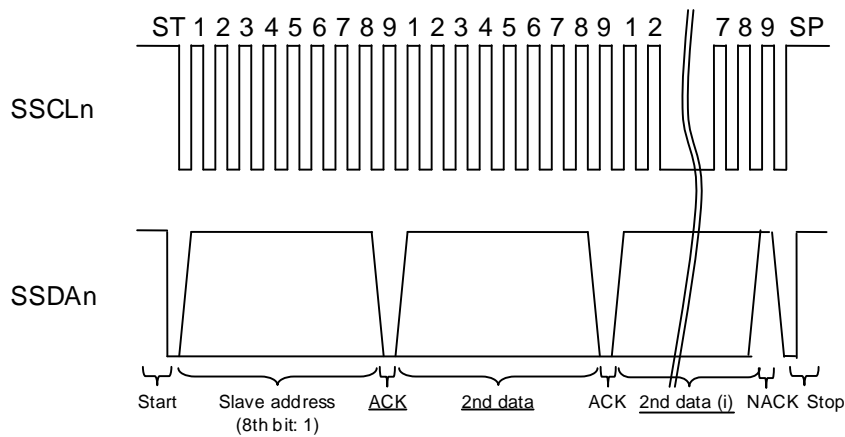 ST 1 2 3 4 5 6 7 8 9 1 2 3 4 5 6 7 8 9 1 2 7 8 9 SP
SSCLn
SSDAn
Start Slave address ACK 2nd data ACK 2nd data (i) NACK Stop
(8th bit: 1)